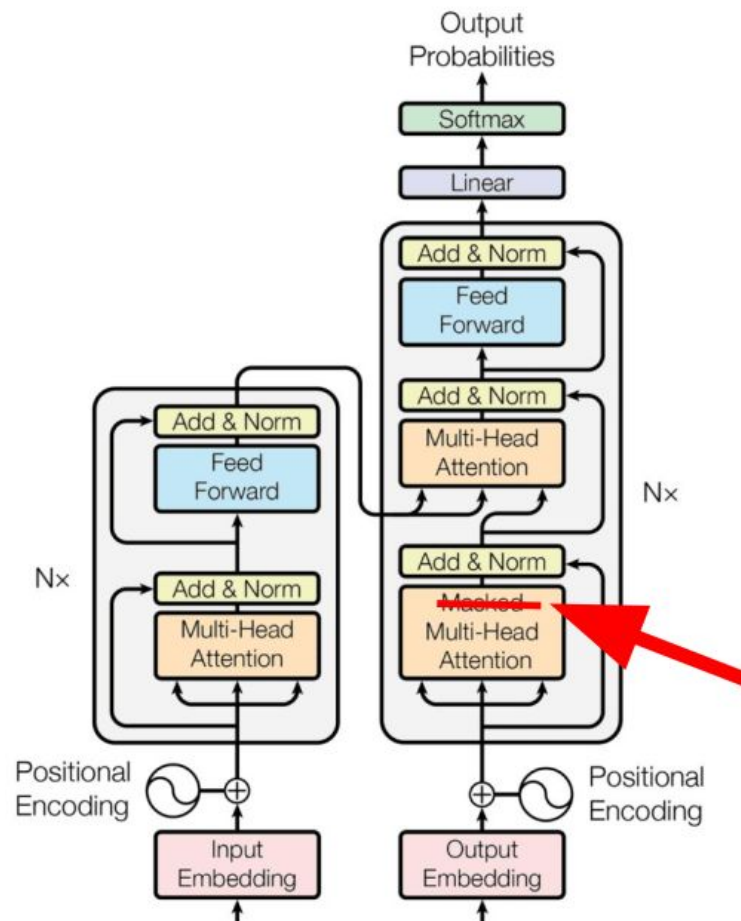 Output
Probabilities
Softmax
Linear
Add & Norm
Feed
Forward
Add & Norm
Multi-Head
Attention
Nx
Add & Norm
Masked
Multi-Head
Attention
Add & Norm
Feed
Forward
Nx
Add & Norm
Multi-Head
Attention
Positional
Encoding
Positional
Encoding
Input
Embedding
Output
Embedding